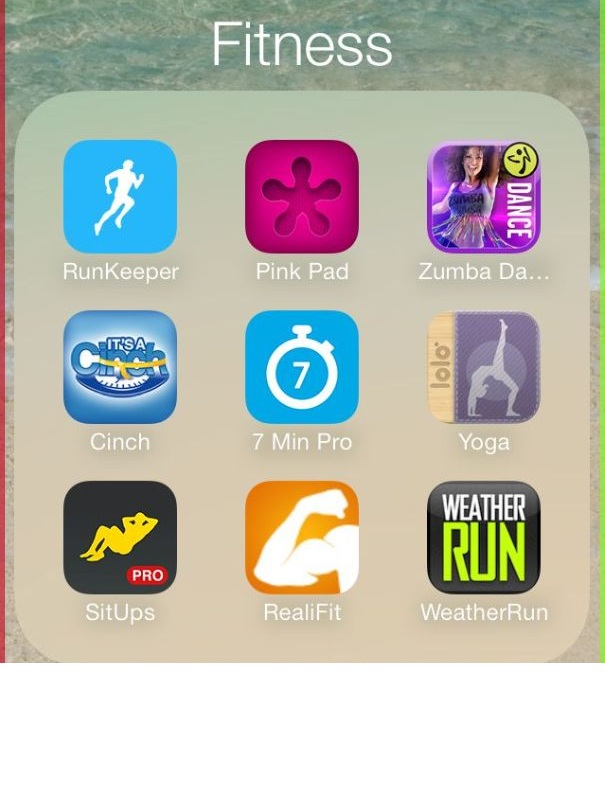 Fitness
RunKeeper
Pink Pad
ZUMBA
DANCE
Zumba Da...
IT'S A
Cinch
Cinch
7
7 Min Pro
lolo
Yoga
PRO
SitUps
RealiFit
WEATHER
RUN
WeatherRun